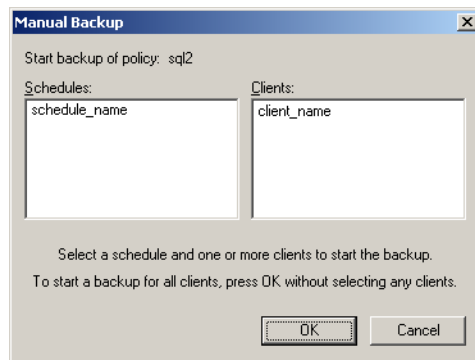 Manual Backup
Start backup of policy: sql2
Schedules:
Clients:
schedule_name
client_name
Select a schedule and one or more clients to start the backup.
To start a backup for all clients, press OK without selecting any clients.
OK
Cancel